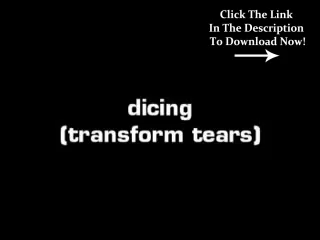 Click The Link
In The Description
To Download Now!
dicing
(transform tears)